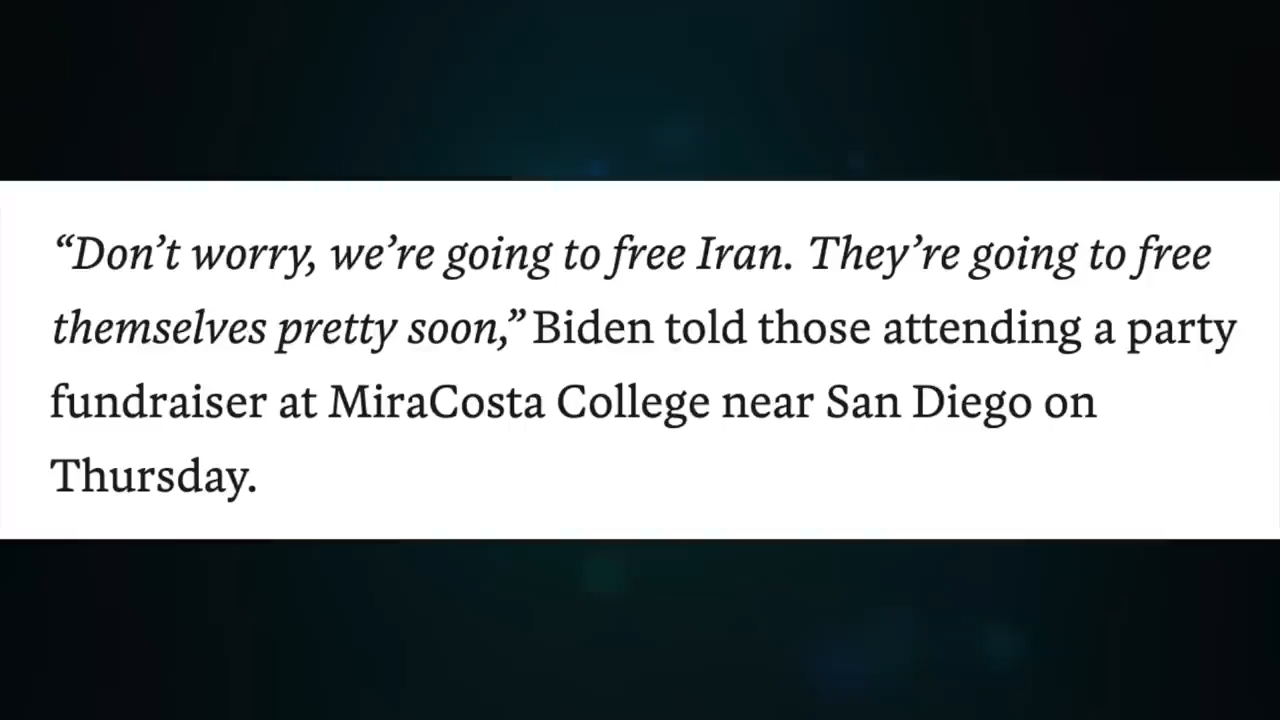 “Don’t worry, we’re going to free Iran. They’re going to free
themselves pretty soon,” Biden told those attending a party
fundraiser at MiraCosta College near San Diego on
Thursday.